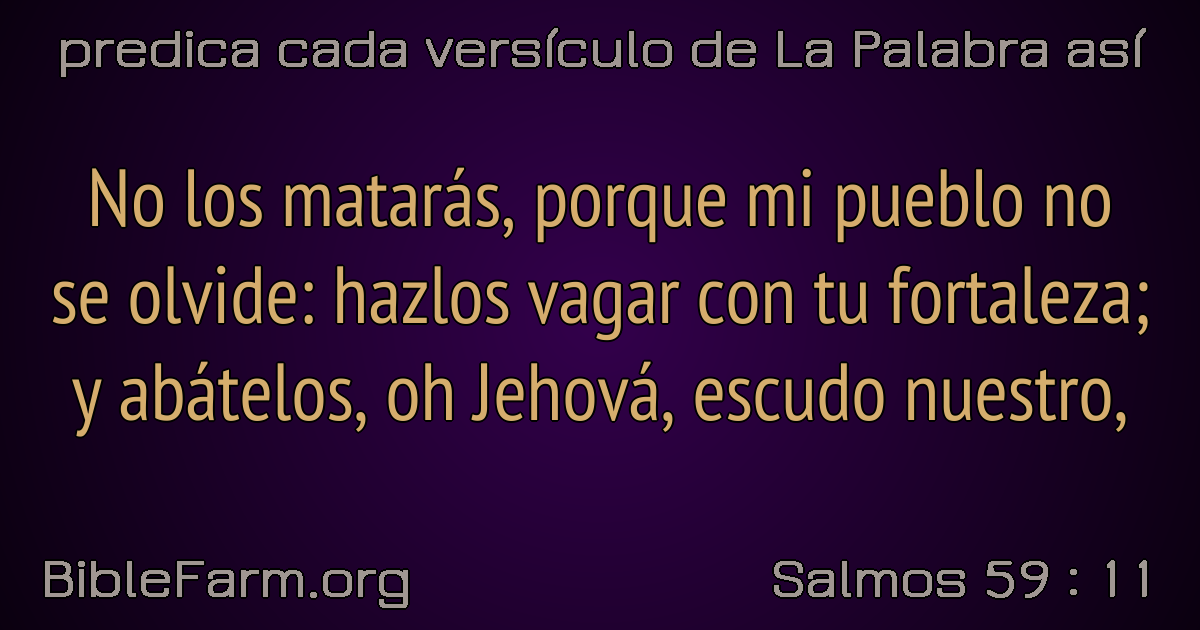 predica cada versículo de La Palabra así
No los matarás, porque mi pueblo no
se olvide: hazlos vagar con tu fortaleza;
y abátelos, oh Jehová, escudo nuestro,
BibleFarm.org
Salmos 59 : 11